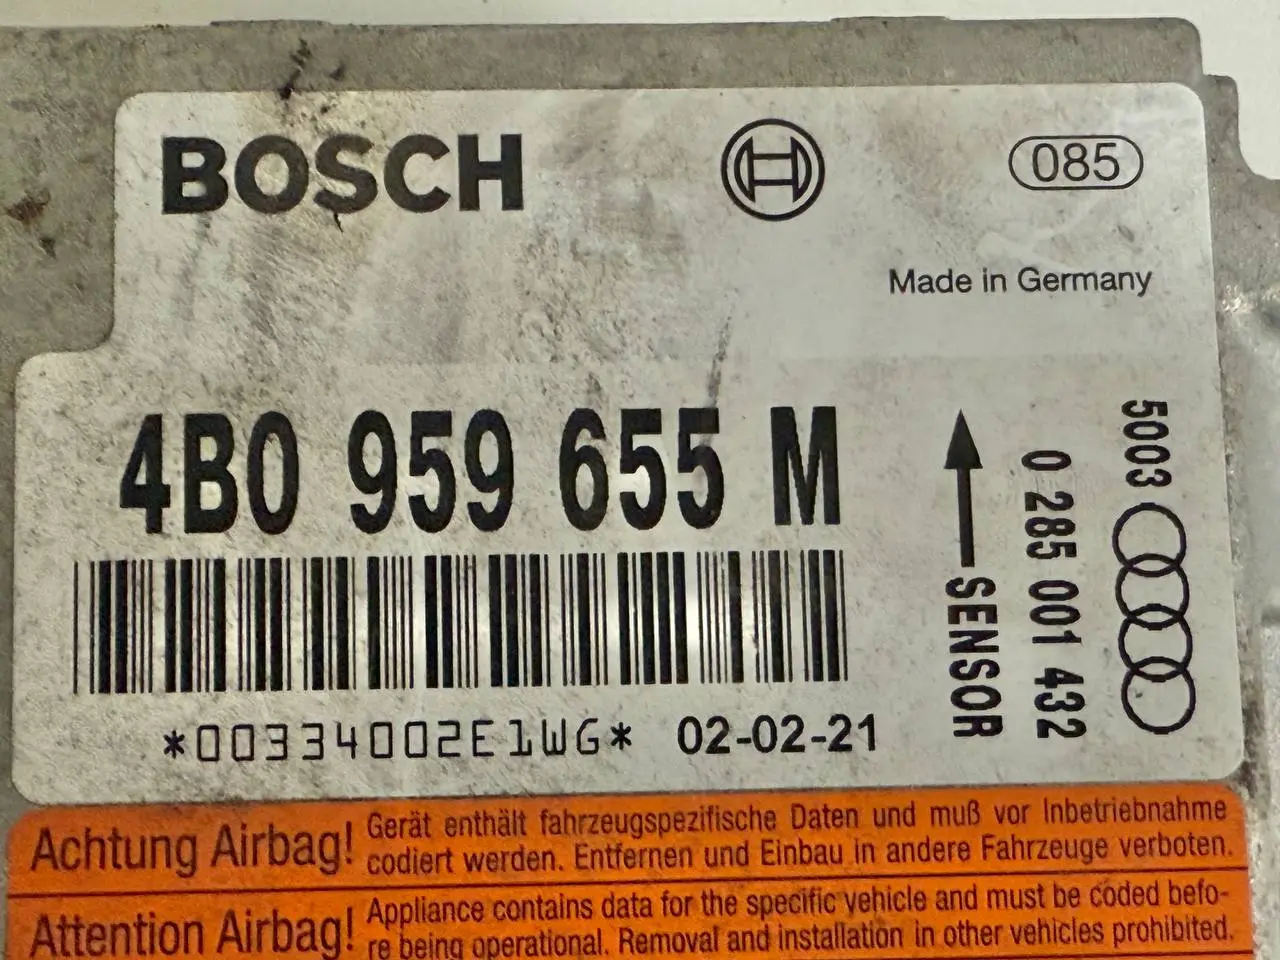 BOSCH
085
Made in Germany
4B0 959 655 M
*00334002E1WG* 02-02-21
SENSOR
0 285 001 432
5003
Achtung Airbag! Gerät enthält fahrzeugspezifische Daten und muß vor Inbetriebnahme
codiert werden. Entfernen und Einbau in andere Fahrzeuge verboten.
Attention Airbag! Appliance contains data for the specific vehicle and must be coded befo-
re being operational. Removal and installation in other vehicles prohibited.